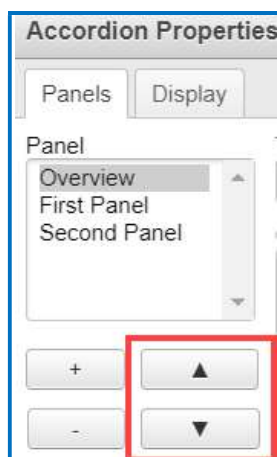 Accordion Properties
Panels Display
Panel
Overview
First Panel
Second Panel
+ ▲
- ▼